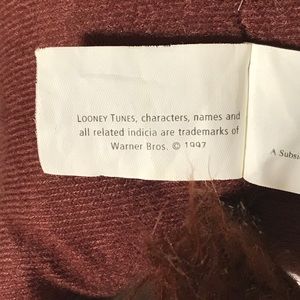 LOONEY TUNES, characters, names and
all related indicia are trademarks of
Warner Bros. © 1997
A Subsi